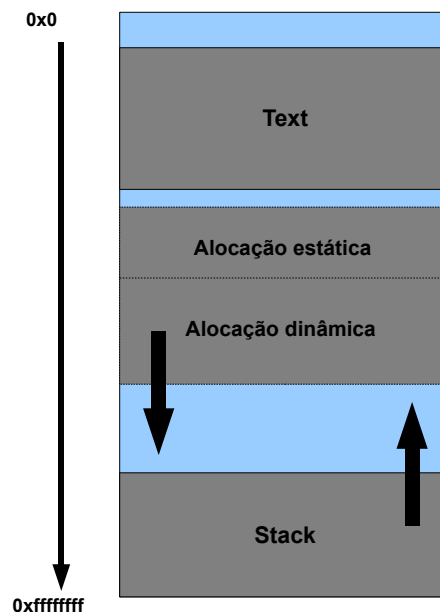 0x0
Text
Alocação estática
Alocação dinâmica
Stack
0xffffffff